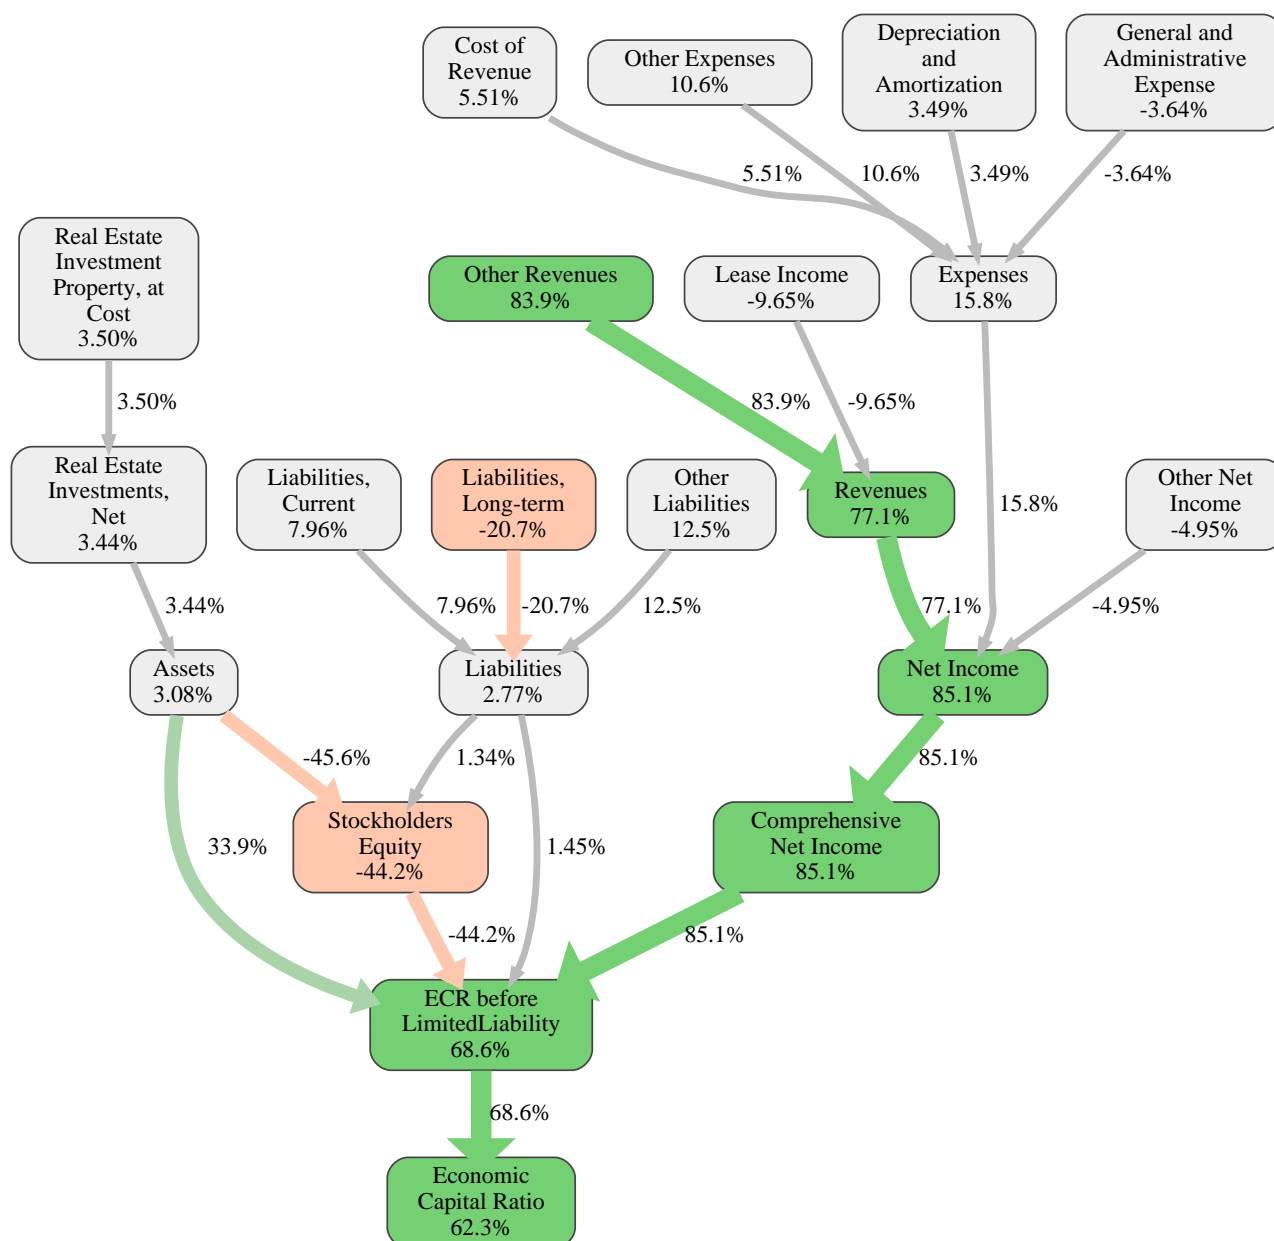 Cost of
Revenue
5.51%
Other Expenses
10.6%
Depreciation
and
Amortization
3.49%
General and
Administrative
Expense
-3.64%
5.51%
10.6%
3.49%
-3.64%
Real Estate
Investment
Property, at
Cost
3.50%
Other Revenues
83.9%
Lease Income
-9.65%
Expenses
15.8%
3.50%
83.9%
-9.65%
Real Estate
Investments,
Net
3.44%
Liabilities,
Current
7.96%
Liabilities,
Long-term
-20.7%
Other
Liabilities
12.5%
Revenues
77.1%
15.8%
Other Net
Income
-4.95%
3.44%
7.96%
-20.7%
12.5%
77.1%
-4.95%
Assets
3.08%
Liabilities
2.77%
Net Income
85.1%
-45.6%
1.34%
85.1%
33.9%
Stockholders
Equity
-44.2%
1.45%
Comprehensive
Net Income
85.1%
-44.2%
85.1%
ECR before
LimitedLiability
68.6%
68.6%
Economic
Capital Ratio
62.3%